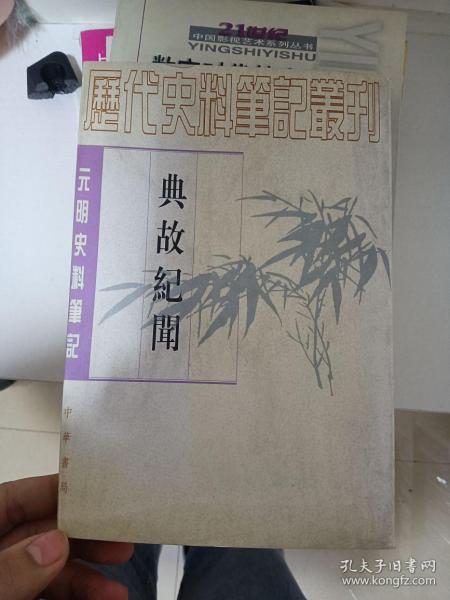 21世纪
中国影视艺术系列丛书
YINGSHIYISHU
YI
歷代史料筆記叢刊
元明史料筆記
典故紀聞
中華書局
孔夫子旧书网
www.kongfz.com